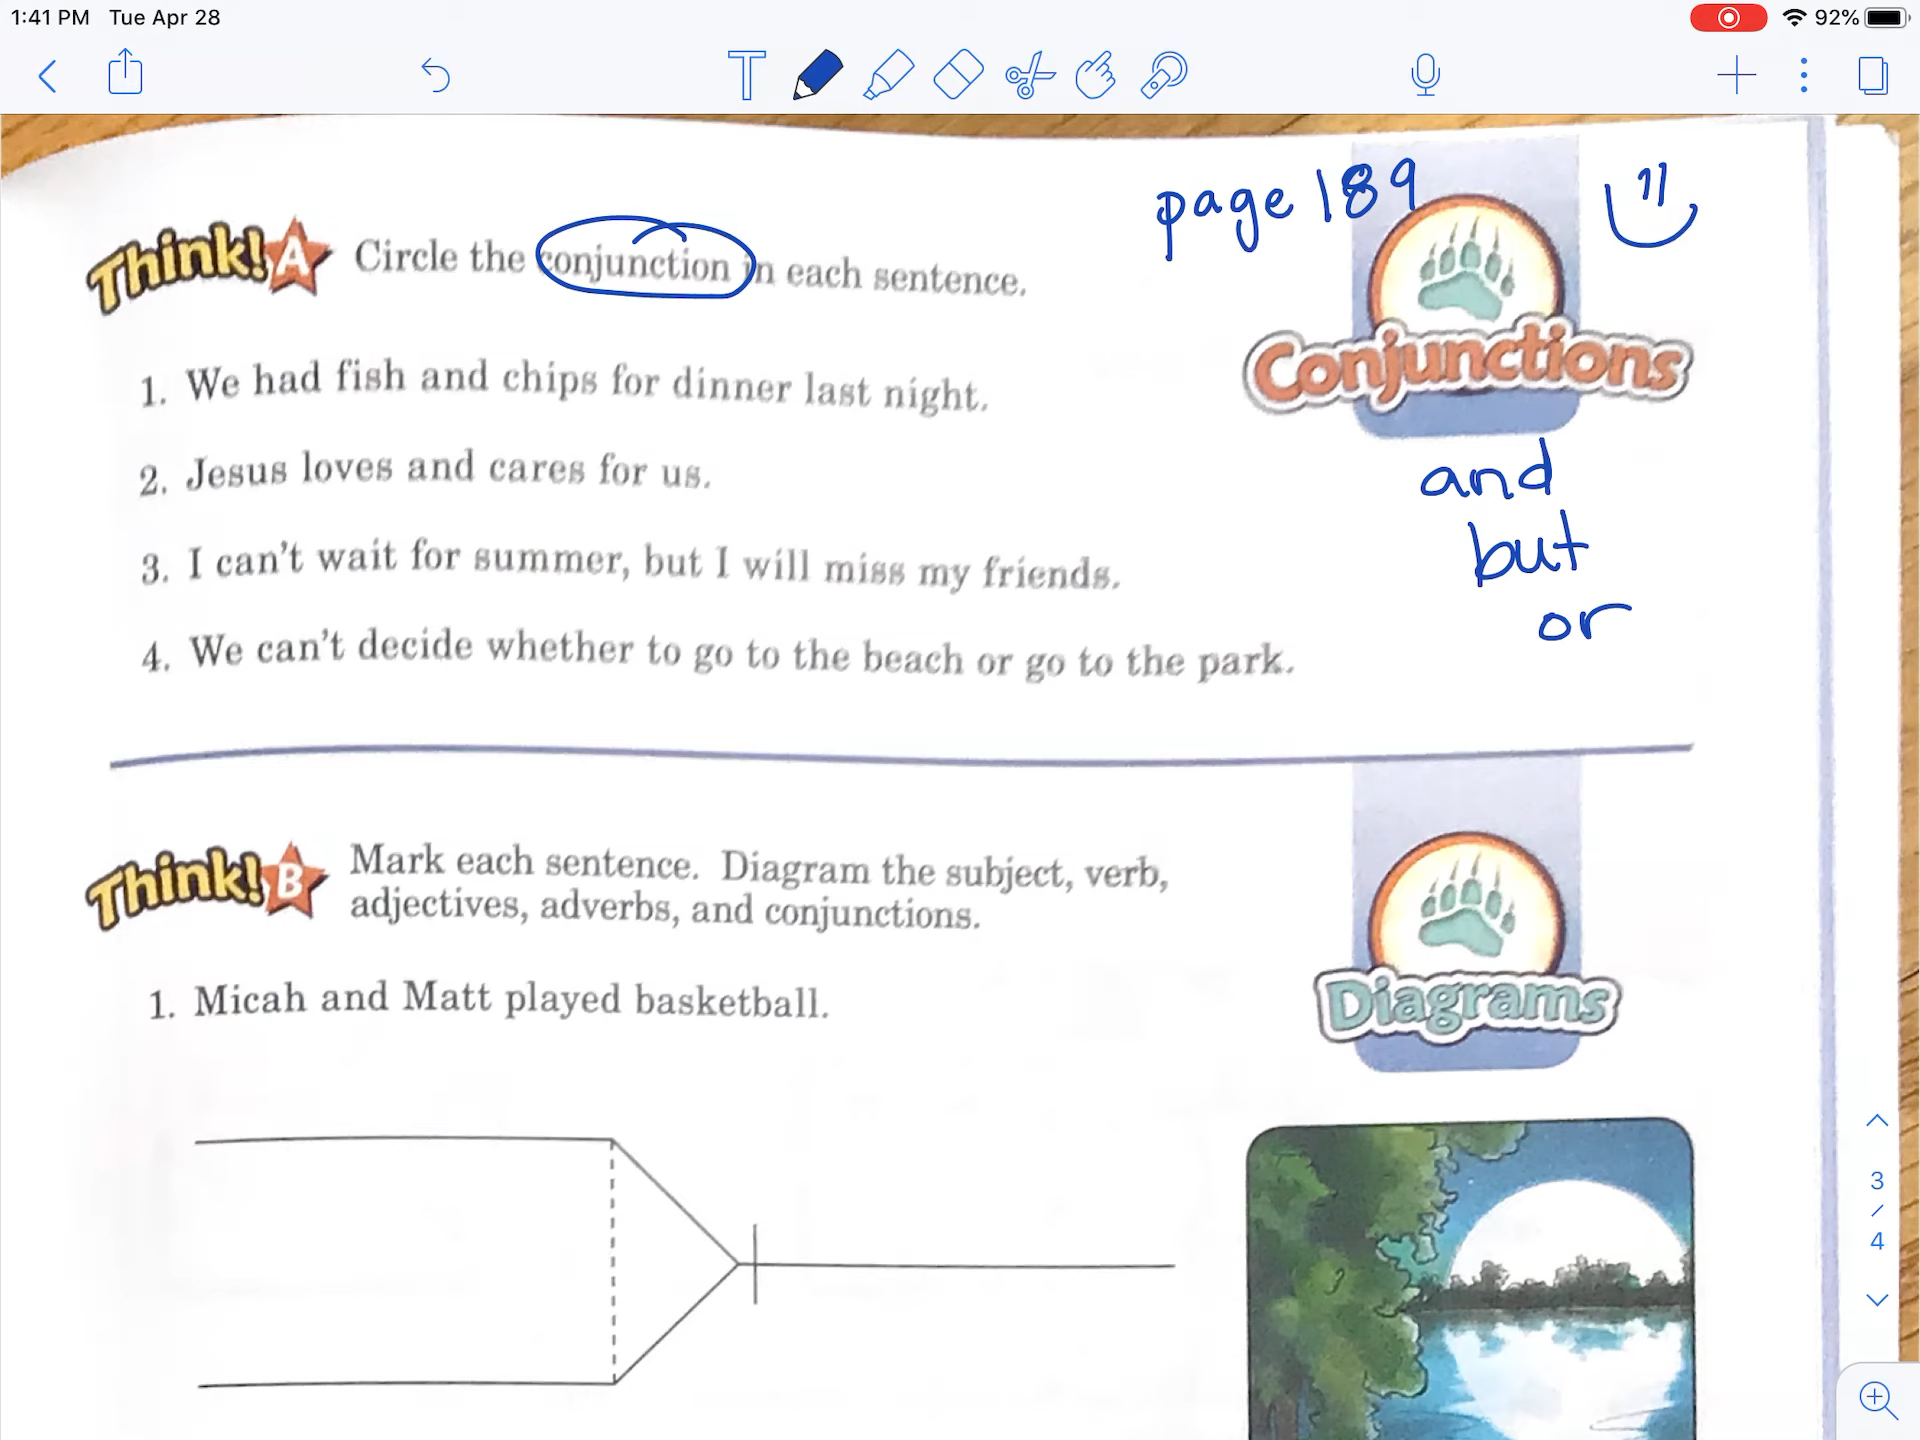 1:41 PM Tue Apr 28
92%
T
page 189
Think! A Circle the conjunction in each sentence.
Conjunctions
1. We had fish and chips for dinner last night.
2. Jesus loves and cares for us.
3. I can't wait for summer, but I will miss my friends.
4. We can't decide whether to go to the beach or go to the park.
and
but
or
Think! B Mark each sentence. Diagram the subject, verb,
adjectives, adverbs, and conjunctions.
Diagrams
1. Micah and Matt played basketball.
3
/
4